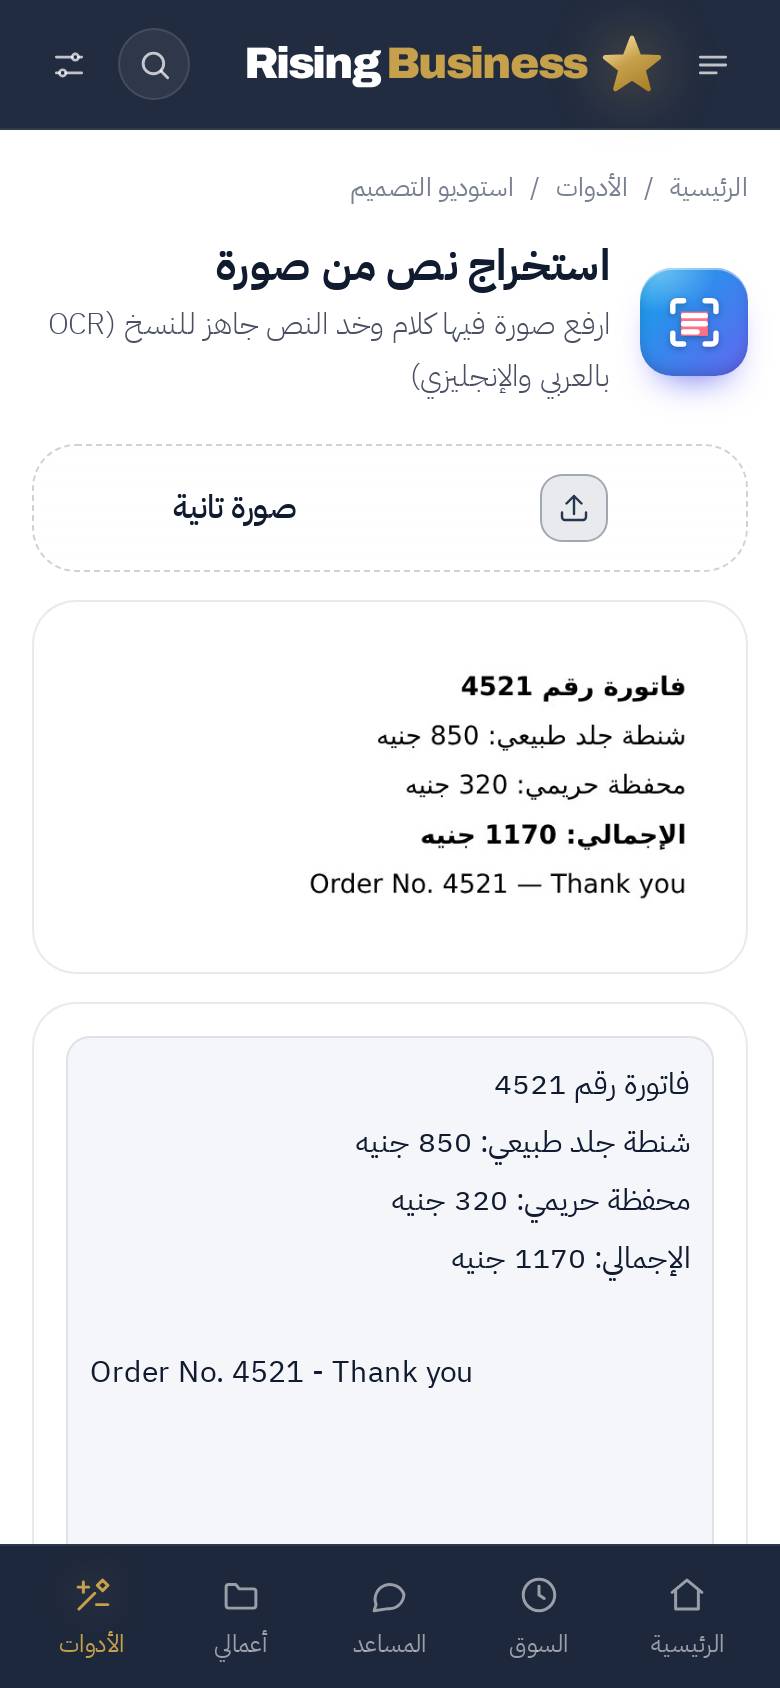 Rising Business
الرئيسية / الأدوات / استوديو التصميم
استخراج نص من صورة
ارفع صورة فيها كلام وخد النص جاهز للنسخ (OCR
بالعربي والإنجليزي)
صورة تانية
فاتورة رقم 4521
شنطة جلد طبيعي: 850 جنيه
محفظة حريمي: 320 جنيه
الإجمالي: 1170 جنيه
Order No. 4521 — Thank you
فاتورة رقم 4521
شنطة جلد طبيعي: 850 جنيه
محفظة حريمي: 320 جنيه
الإجمالي: 1170 جنيه
Order No. 4521 - Thank you
الرئيسية
السوق
المساعد
أعمالي
الأدوات